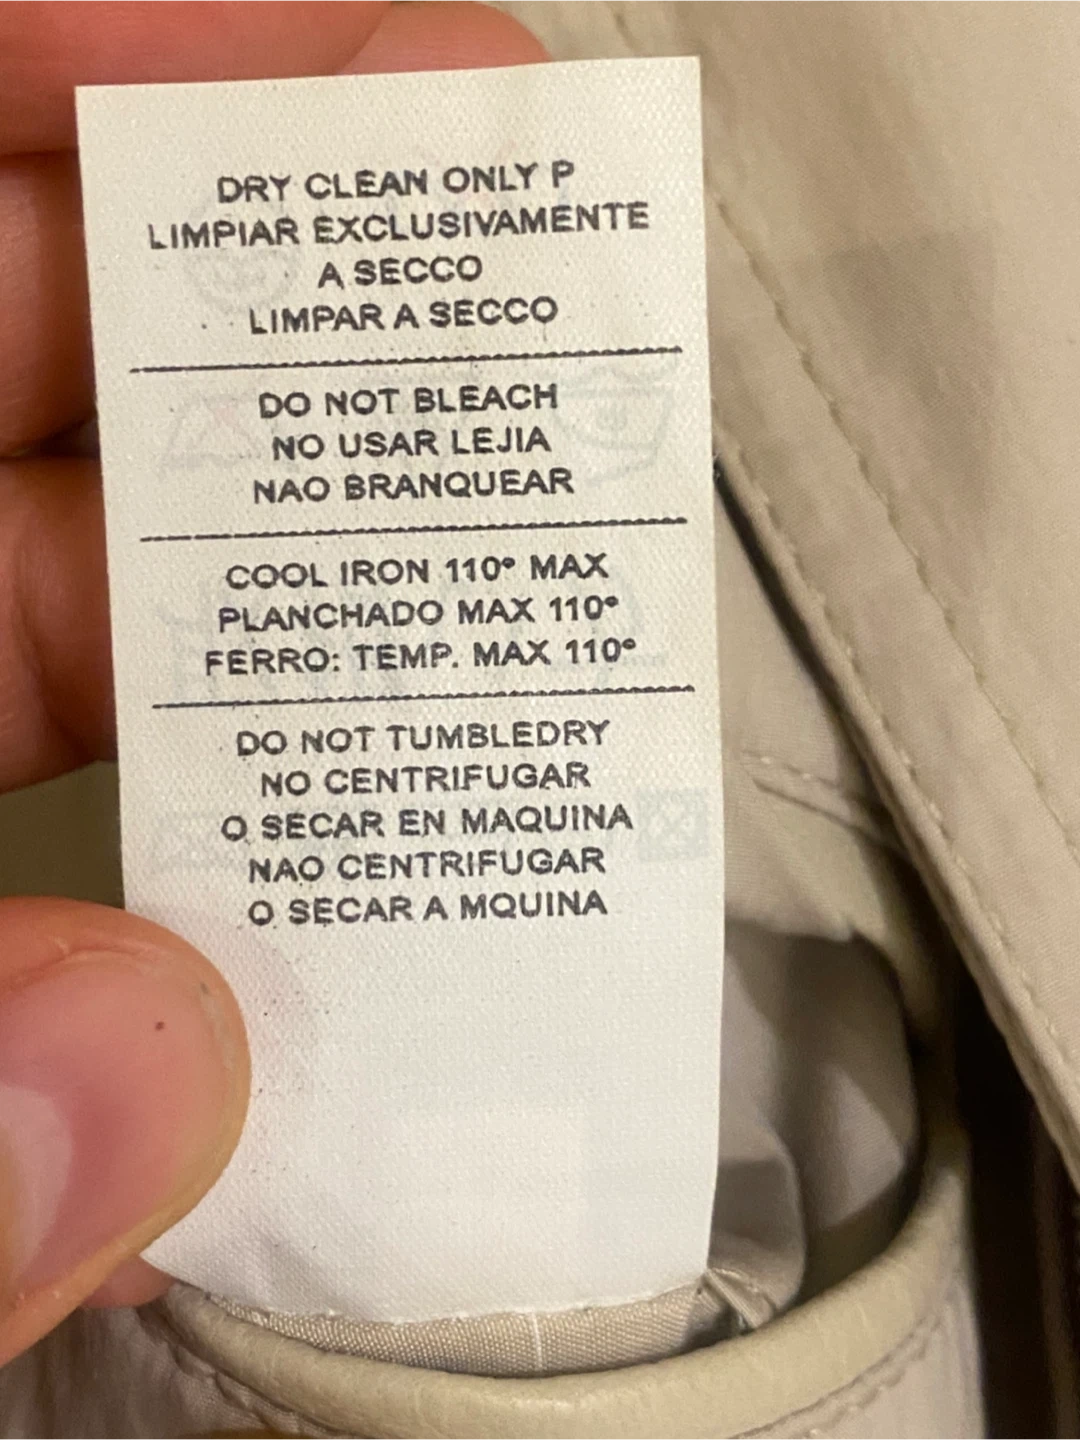 DRY CLEAN ONLY P
LIMPIAR EXCLUSIVAMENTE
A SECCO
LIMPAR A SECCO
DO NOT BLEACH
NO USAR LEJIA
NAO BRANQUEAR
COOL IRON 110° MAX
PLANCHADO MAX 110°
FERRO: TEMP. MAX 110°
DO NOT TUMBLEDRY
NO CENTRIFUGAR
O SECAR EN MAQUINA
NAO CENTRIFUGAR
O SECAR A MQUINA